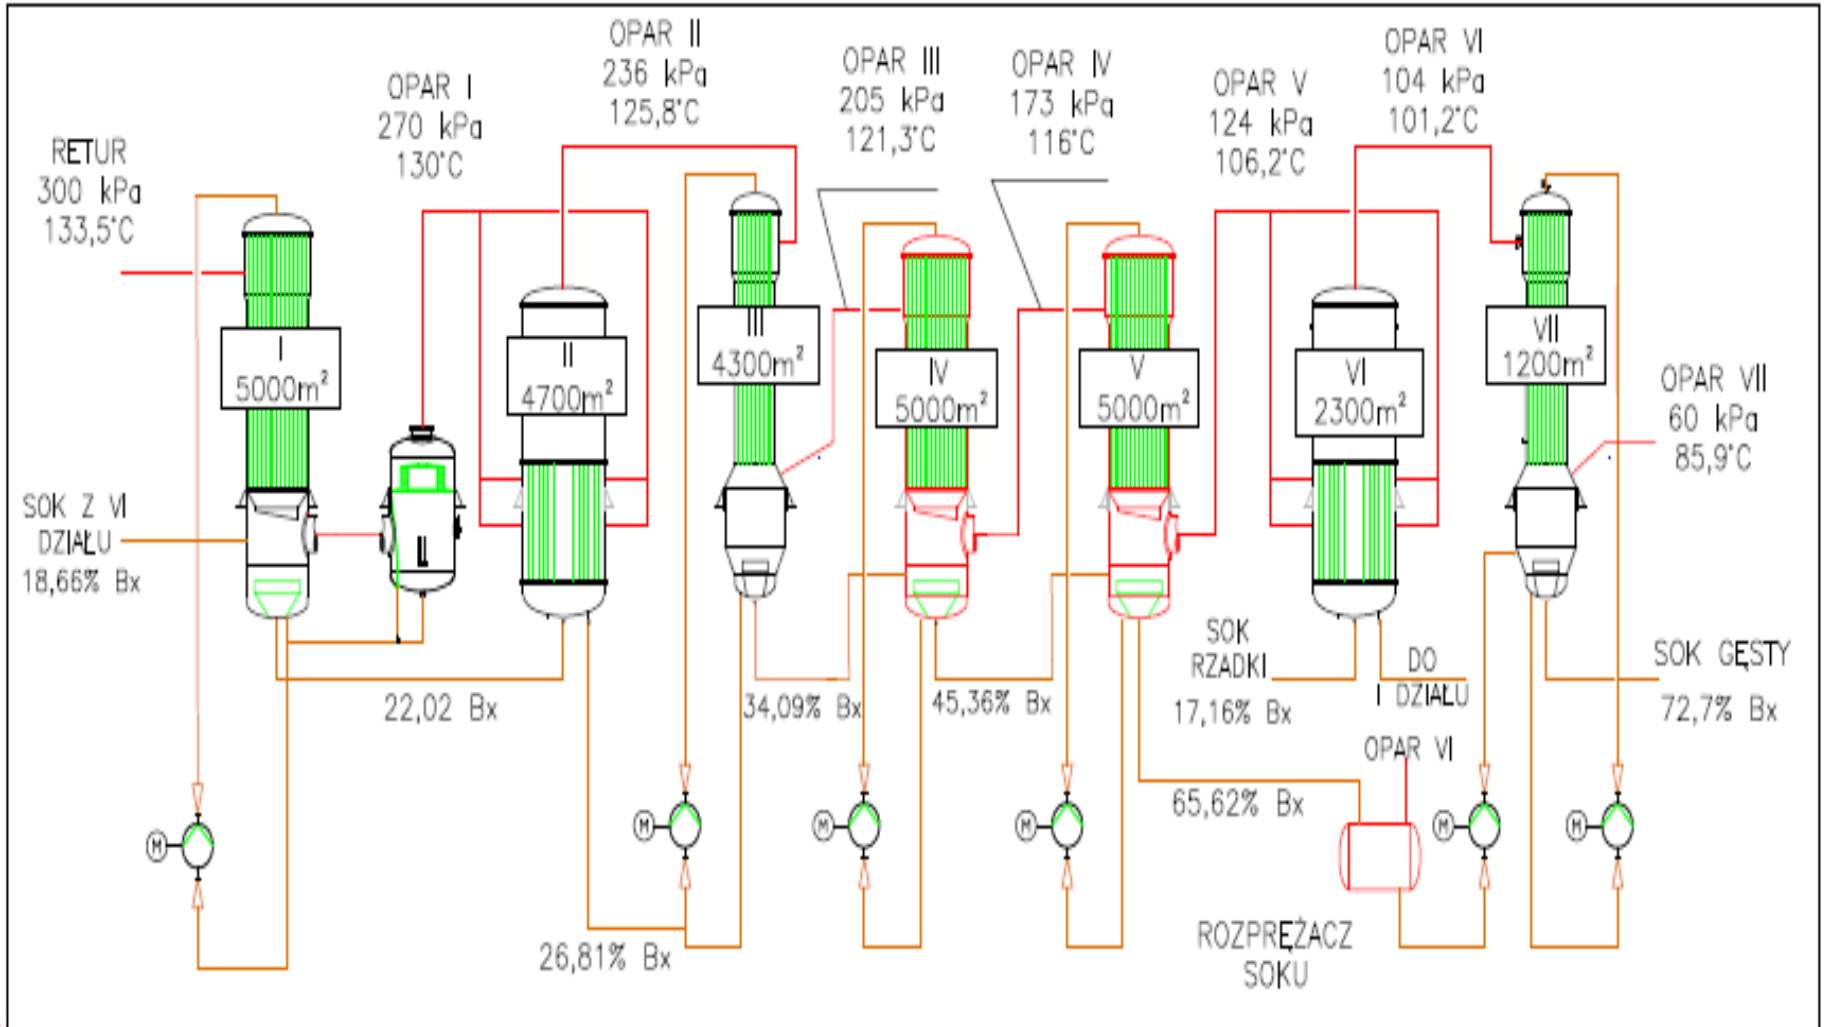 RETUR
300 kPa
133,5°C
OPAR I
270 kPa
130°C
OPAR II
236 kPa
125,8°C
OPAR III
205 kPa
121,3°C
OPAR IV
173 kPa
116°C
OPAR V
124 kPa
106,2°C
OPAR VI
104 kPa
101,2°C
I
5000m²
II
4700m²
III
4300m²
IV
5000m²
V
5000m²
VI
2300m²
VII
1200m²
OPAR VII
60 kPa
85,9°C
SOK Z VI
DZIAŁU
18,66% Bx
22,02 Bx
26,81% Bx
34,09% Bx
45,36% Bx
SOK
RZADKI
17,16% Bx
DO
I DZIAŁU
SOK GĘSTY
72,7% Bx
OPAR VI
65,62% Bx
M
M
M
M
M
M
ROZPRĘŻACZ
SOKU